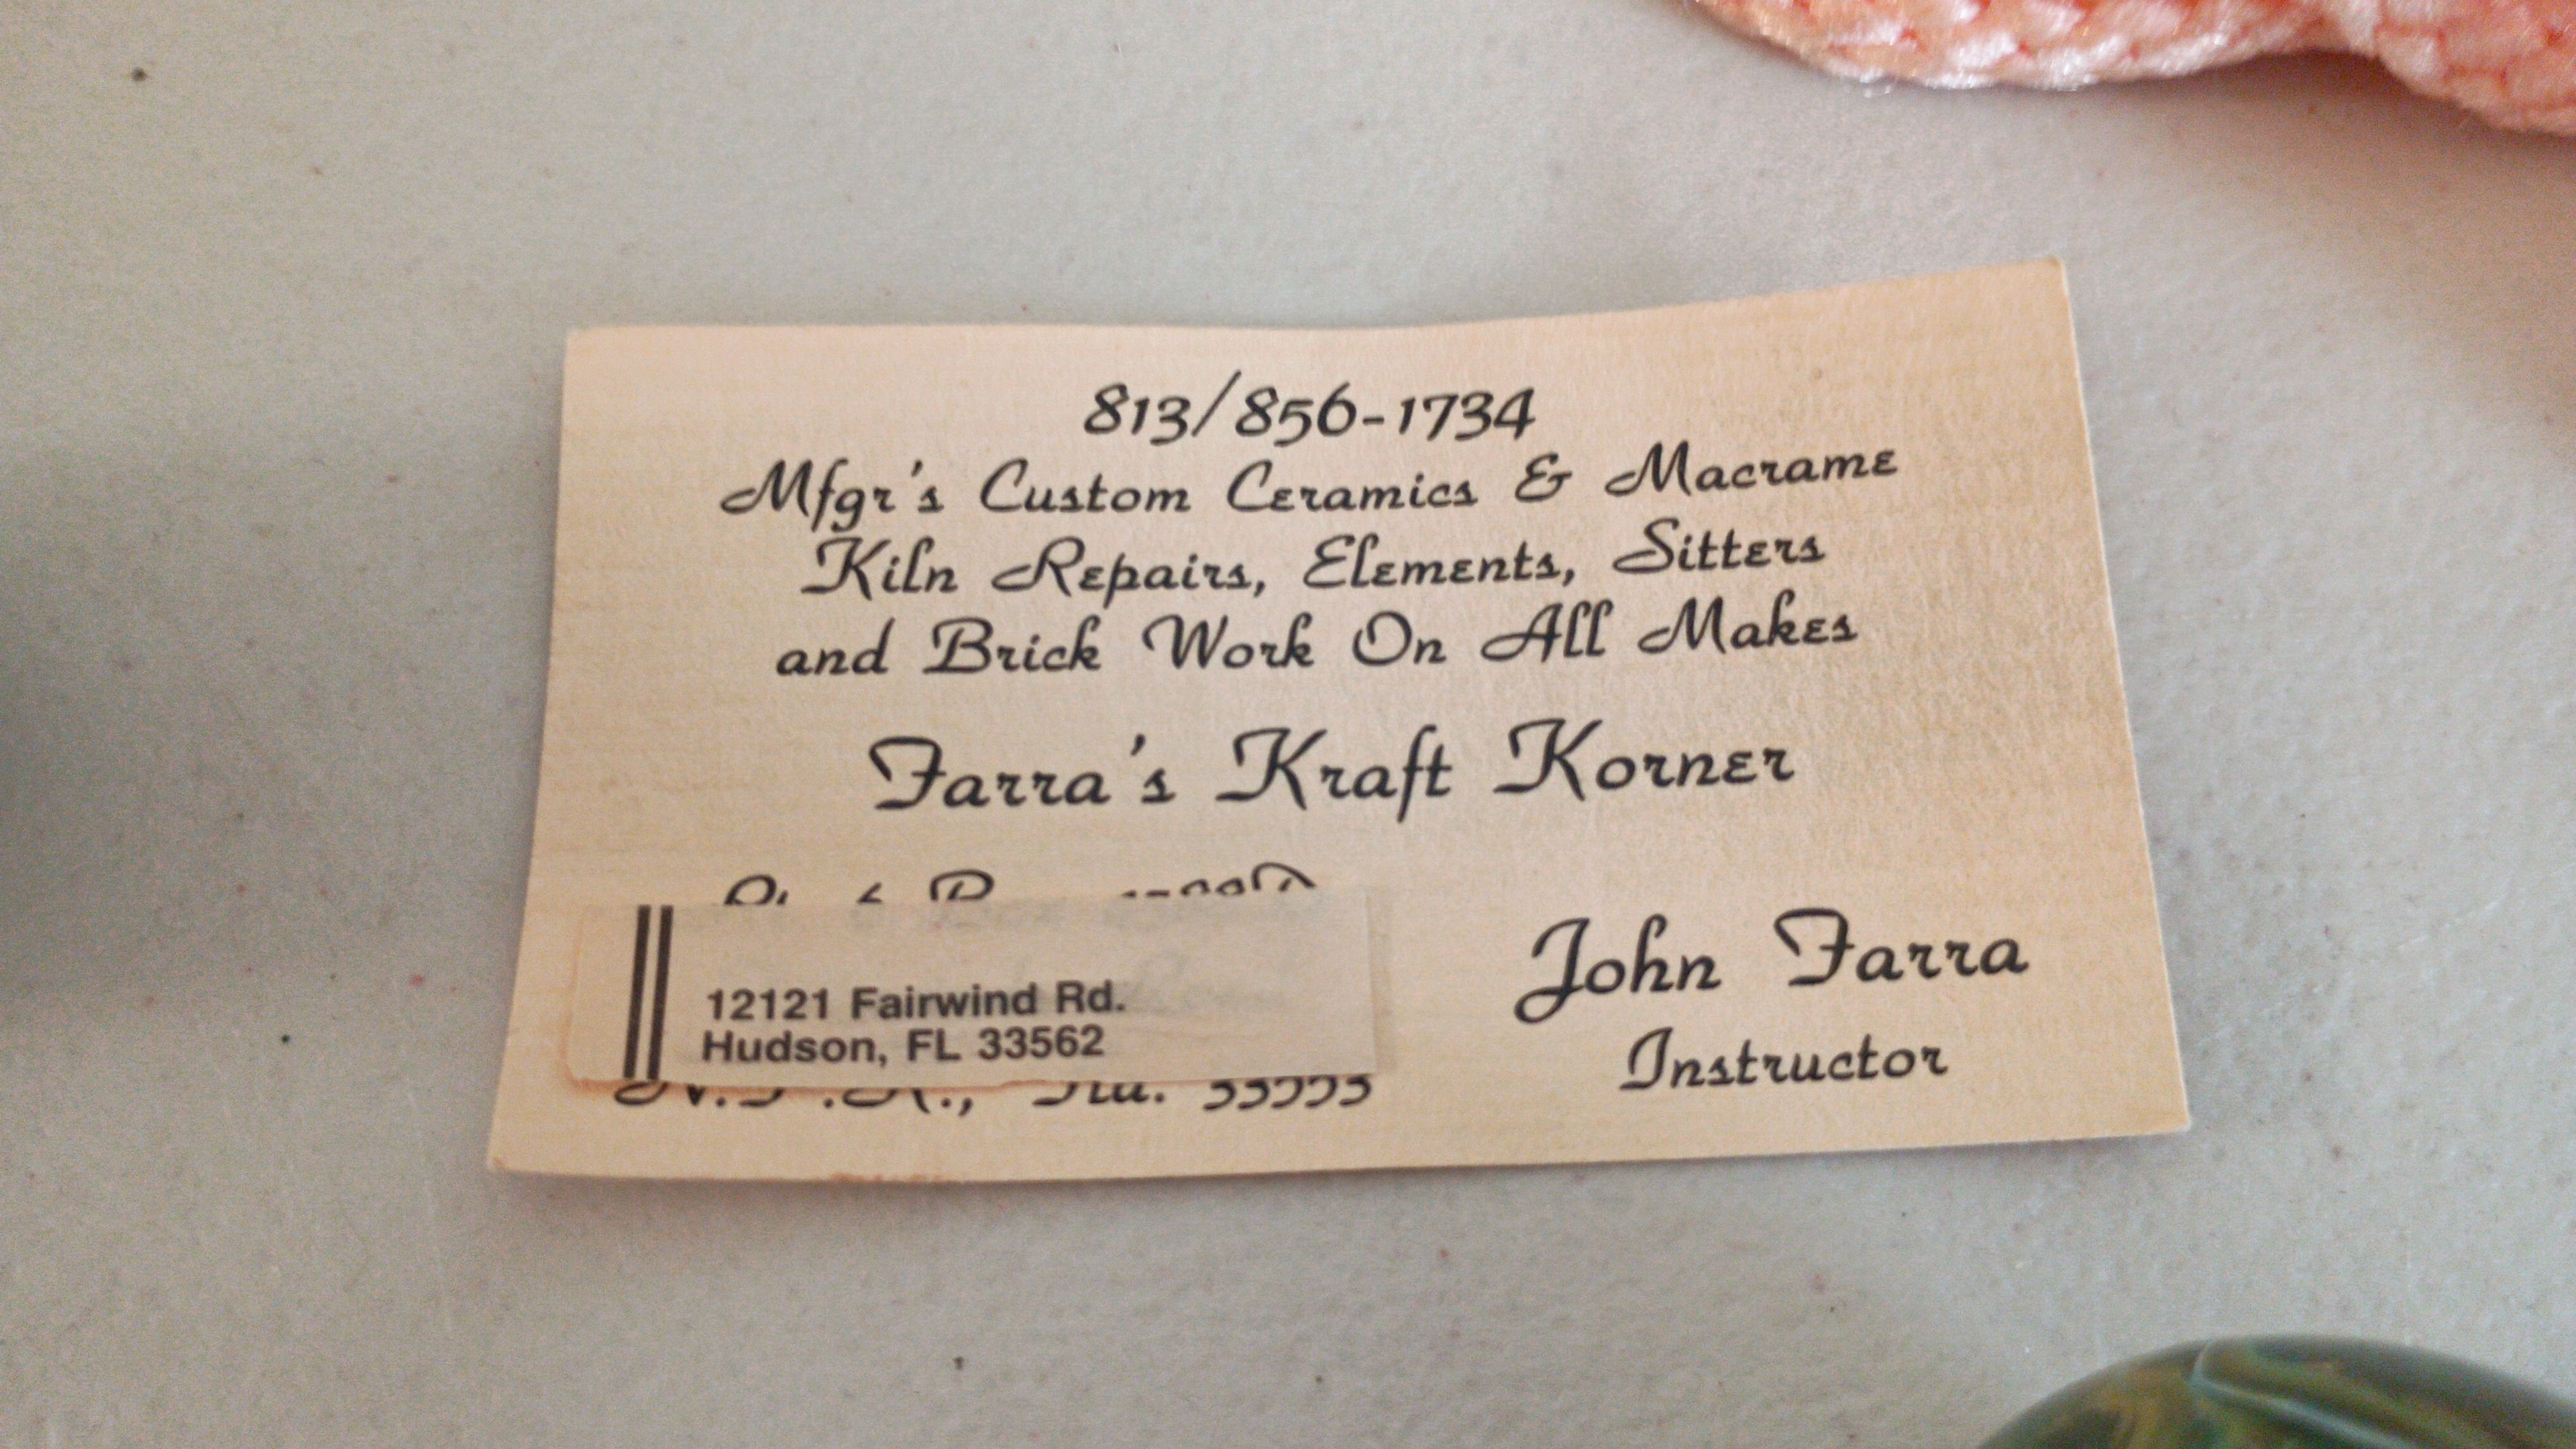 813/856-1734
Mfgr's Custom Ceramics & Macrame
Kiln Repairs, Elements, Sitters
and Brick Work On All Makes
Farra's Kraft Korner
12121 Fairwind Rd.
Hudson, FL 33562
John Farra
Instructor